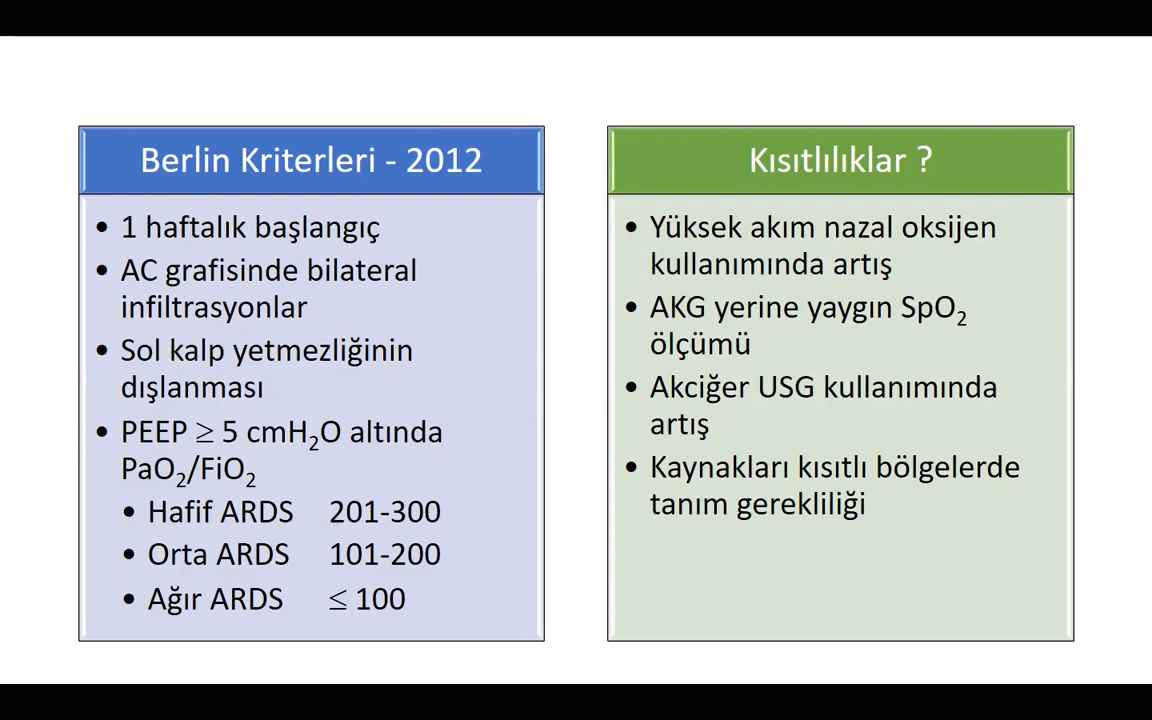 Berlin Kriterleri - 2012
• 1 haftalık başlangıç
• AC grafisinde bilateral
infiltrasyonlar
• Sol kalp yetmezliğinin
dışlanması
• PEEP ≥ 5 cmH₂O altında
PaO₂/FiO₂
• Hafif ARDS 201-300
• Orta ARDS 101-200
• Ağır ARDS ≤ 100
Kısıtlılıklar ?
• Yüksek akım nazal oksijen
kullanımında artış
• AKG yerine yaygın SpO₂
ölçümü
• Akciğer USG kullanımında
artış
• Kaynakları kısıtlı bölgelerde
tanım gerekliliği